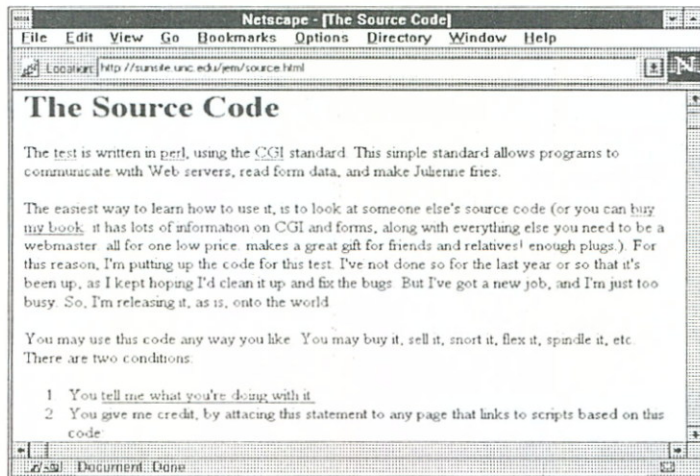 Netscape - [The Source Code]
File Edit View Go Bookmarks Options Directory Window Help
Location: http://sunsite.unc.edu/jem/source.html
N
The Source Code
The test is written in perl, using the CGI standard. This simple standard allows programs to
communicate with Web servers, read form data, and make Julienne fries.
The easiest way to learn how to use it, is to look at someone else's source code (or you can buy
my book. it has lots of information on CGI and forms, along with everything else you need to be a
webmaster. all for one low price. makes a great gift for friends and relatives! enough plugs.). For
this reason, I'm putting up the code for this test. I've not done so for the last year or so that it's
been up, as I kept hoping I'd clean it up and fix the bugs. But I've got a new job, and I'm just too
busy. So, I'm releasing it, as is, onto the world.
You may use this code any way you like. You may buy it, sell it, snort it, flex it, spindle it, etc.
There are two conditions:
1 You tell me what you're doing with it.
2 You give me credit, by attacing this statement to any page that links to scripts based on this
code
Document: Done